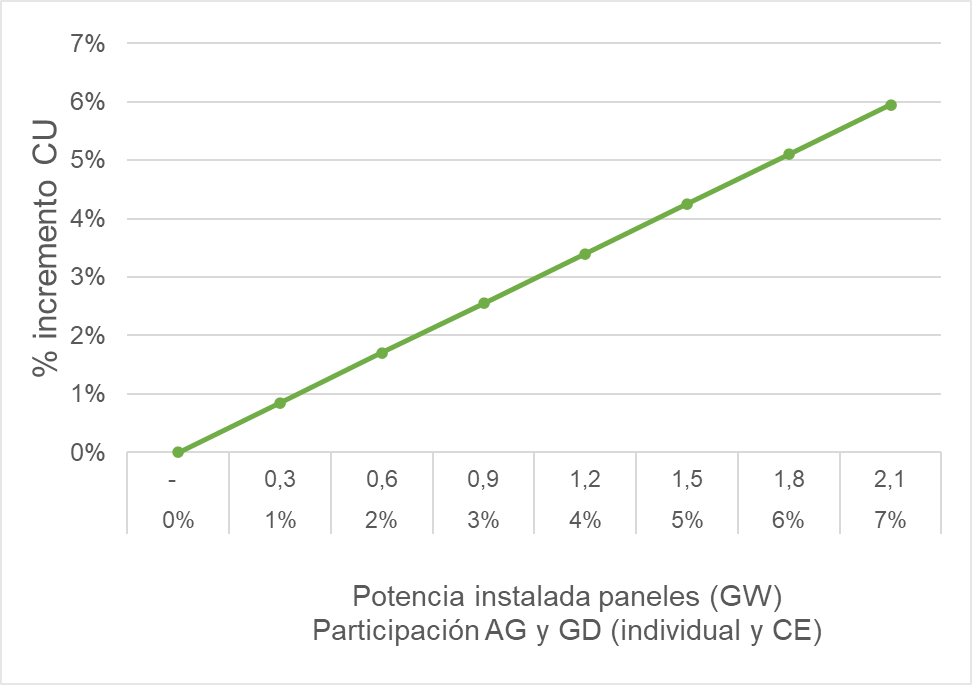 7%
6%
5%
4%
3%
2%
1%
0%
% incremento CU
- 0,3 0,6 0,9 1,2 1,5 1,8 2,1
0% 1% 2% 3% 4% 5% 6% 7%
Potencia instalada paneles (GW)
Participación AG y GD (individual y CE)